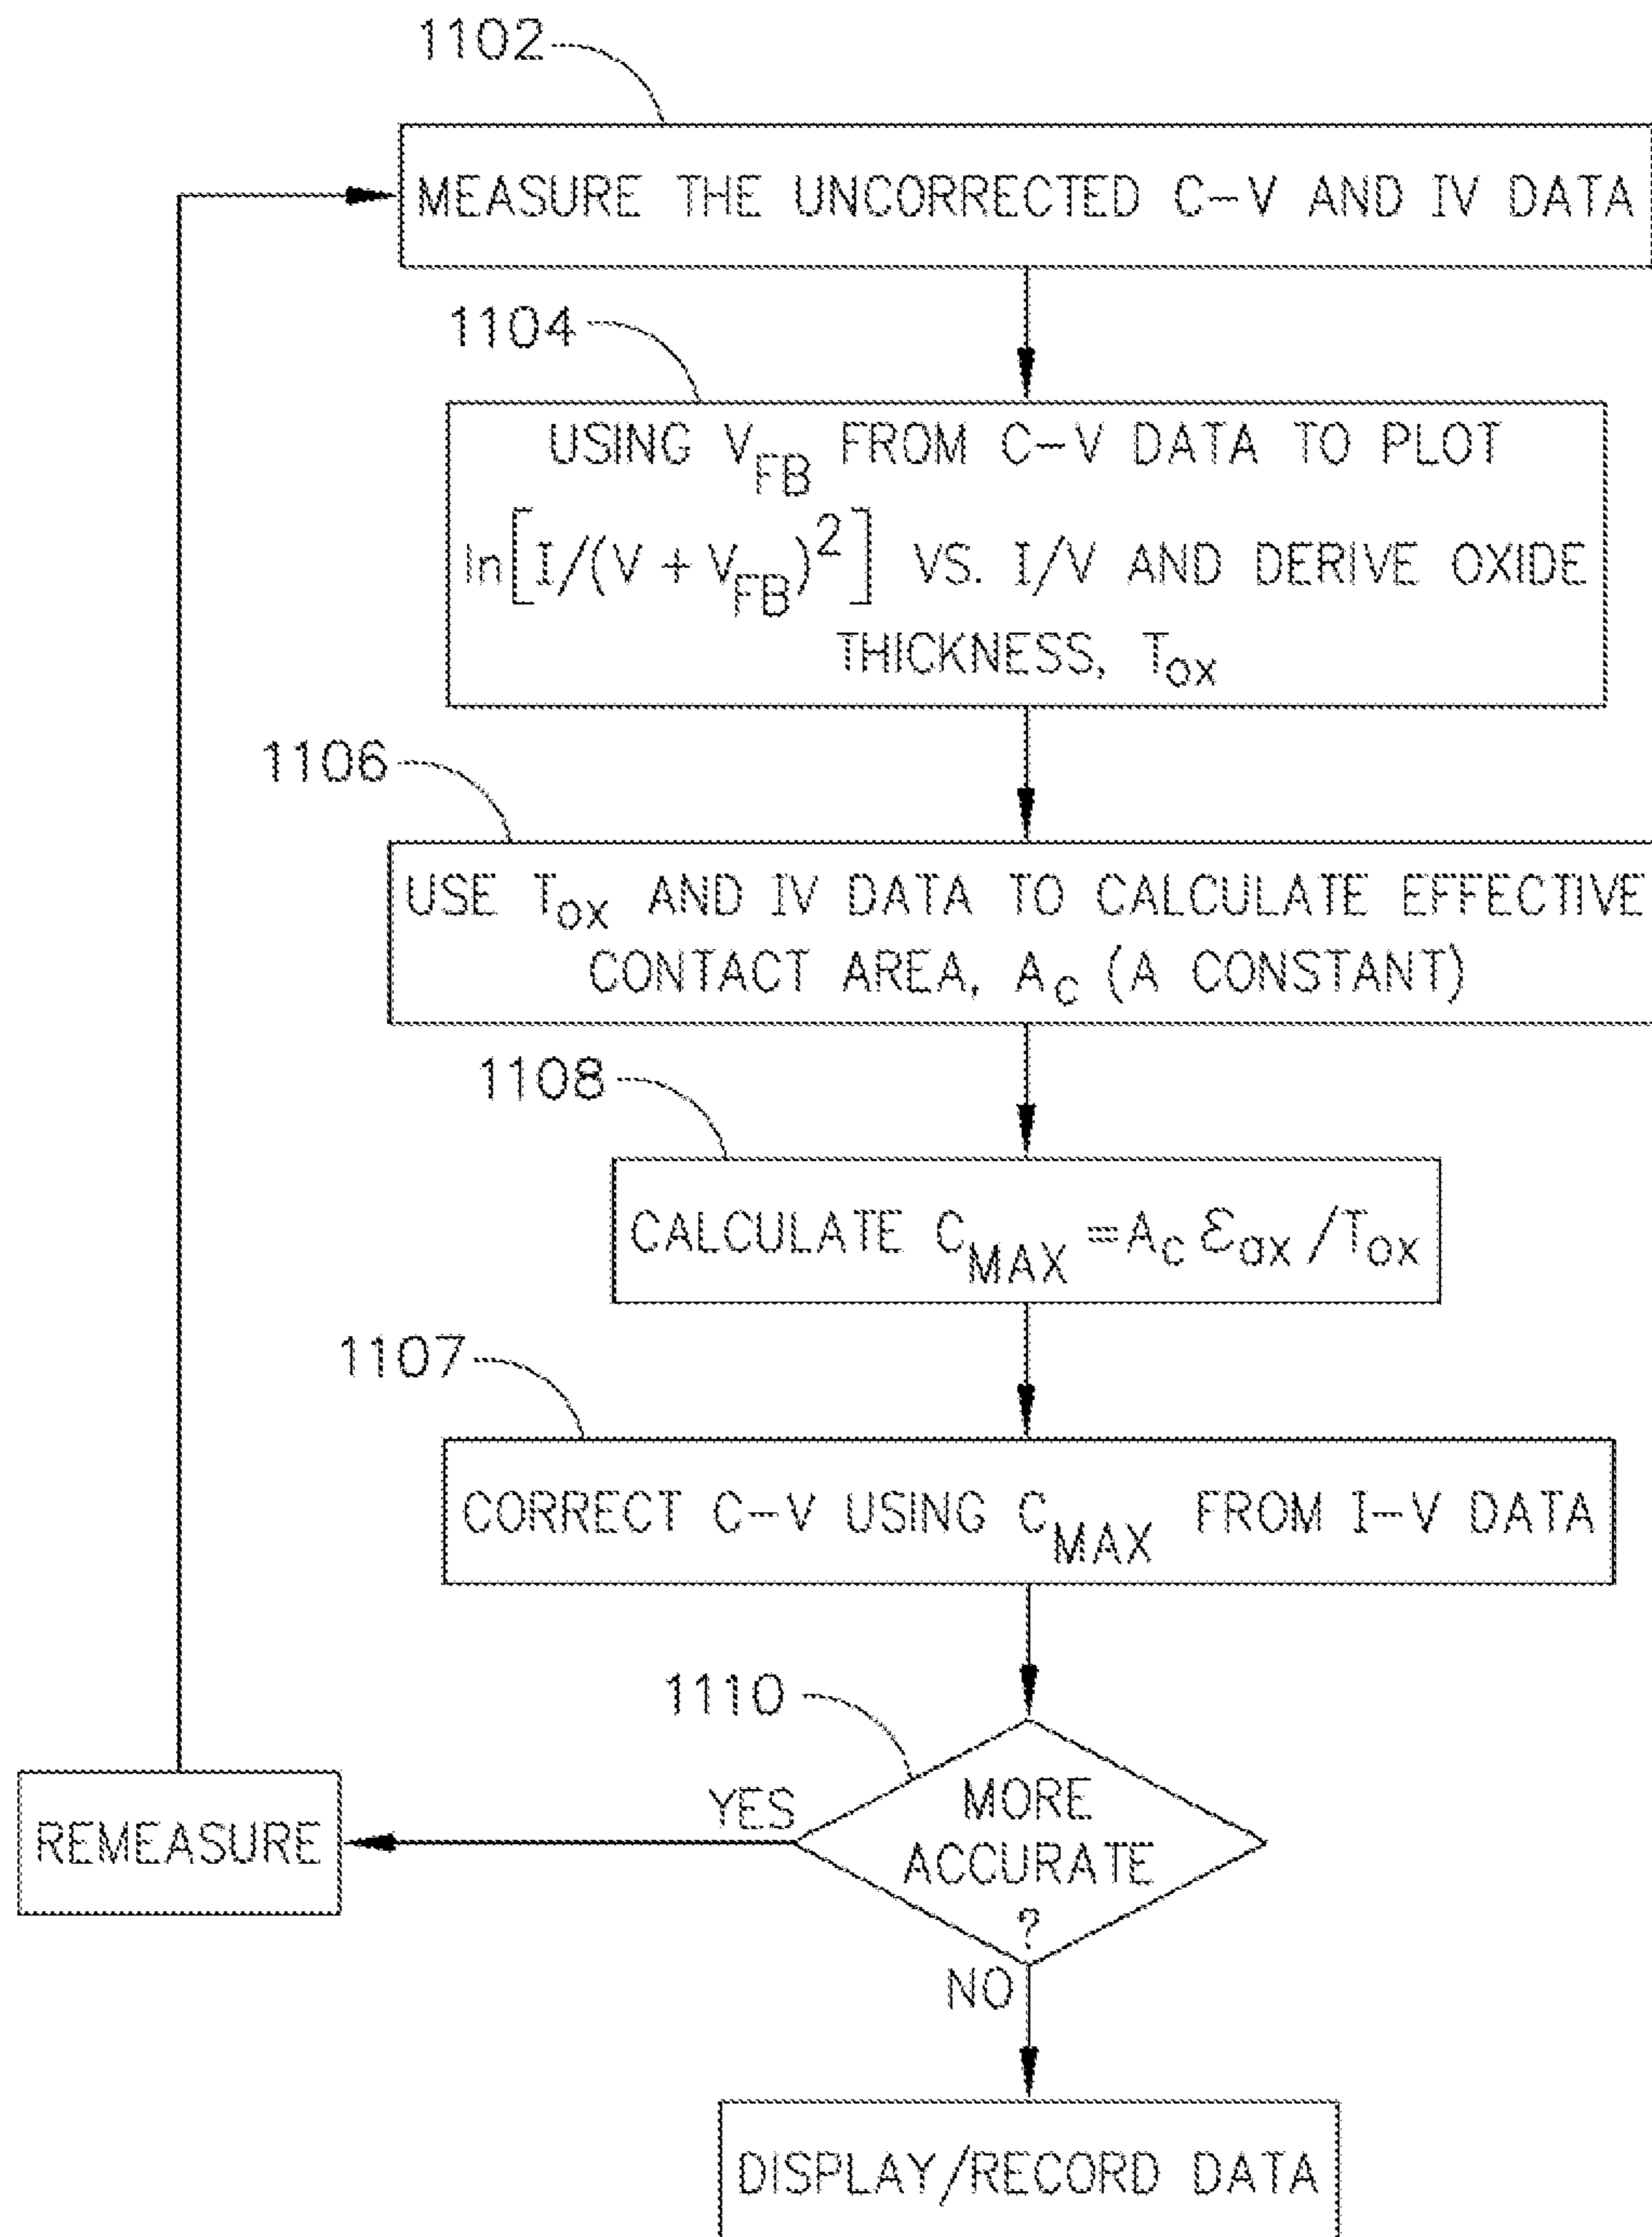 1102
MEASURE THE UNCORRECTED C-V AND IV DATA
1104
USING V_FB FROM C-V DATA TO PLOT
ln[I/(V + V_FB)^2] VS. I/V AND DERIVE OXIDE
THICKNESS, T_ox
1106
USE T_ox AND IV DATA TO CALCULATE EFFECTIVE
CONTACT AREA, A_c (A CONSTANT)
1108
CALCULATE C_MAX = A_c ℰ_ax / T_ox
1107
CORRECT C-V USING C_MAX FROM I-V DATA
1110
MORE
ACCURATE
?
YES
REMEASURE
NO
DISPLAY/RECORD DATA